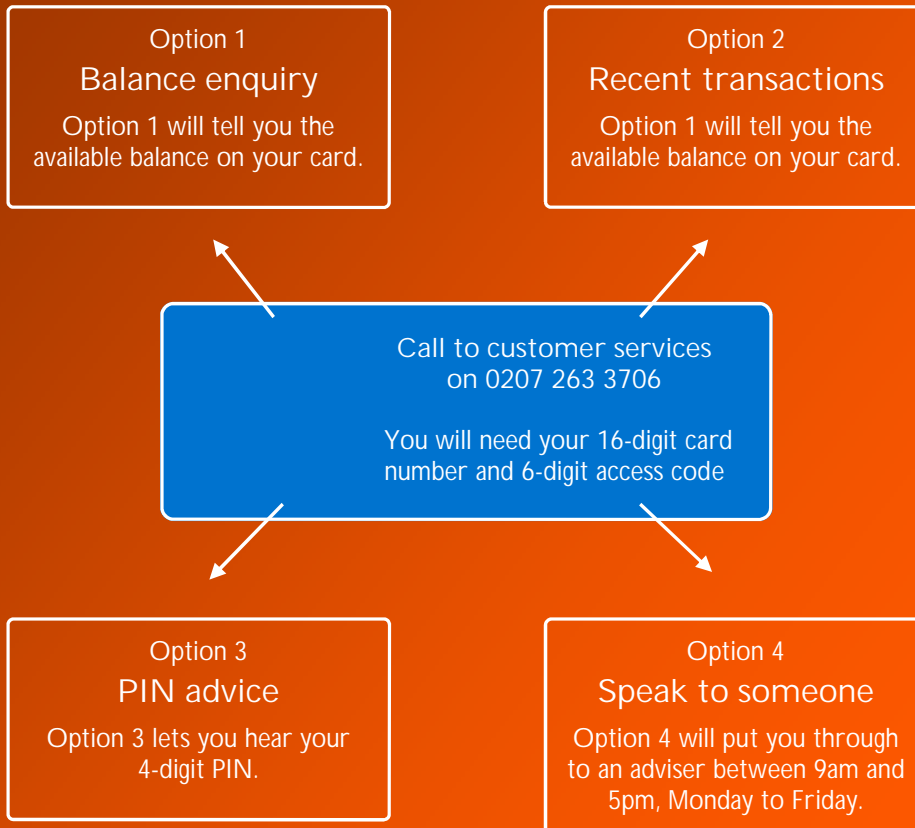 Option 1
Balance enquiry
Option 1 will tell you the
available balance on your card.
Option 2
Recent transactions
Option 1 will tell you the
available balance on your card.
Call to customer services
on 0207 263 3706
You will need your 16-digit card
number and 6-digit access code
Option 3
PIN advice
Option 3 lets you hear your
4-digit PIN.
Option 4
Speak to someone
Option 4 will put you through
to an adviser between 9am and
5pm, Monday to Friday.